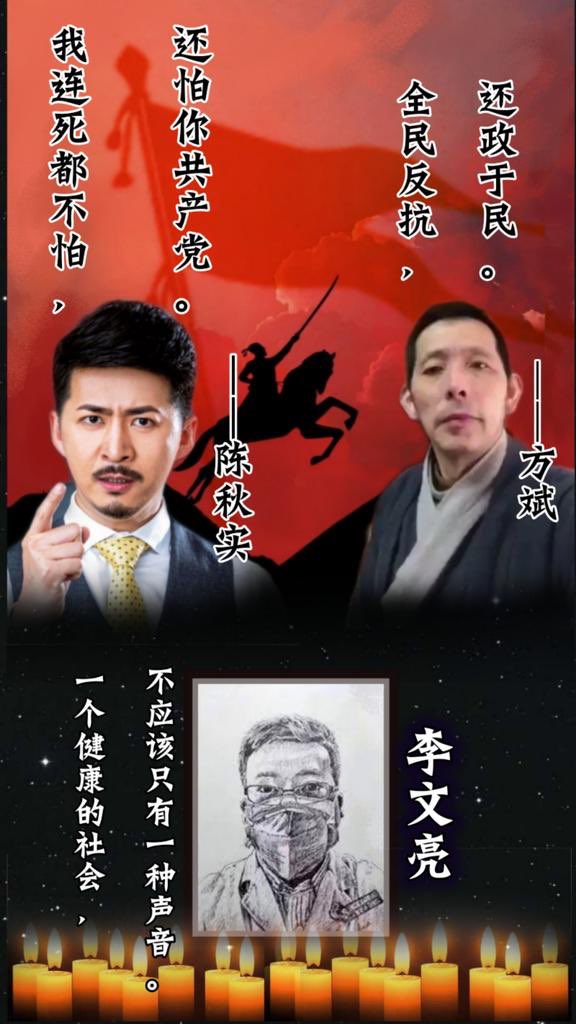 我连死都不怕，
还怕你共产党。
——陈秋实
全民反抗，
还政于民。
——方斌
一个健康的社会，
不应该只有一种声音。
李文亮